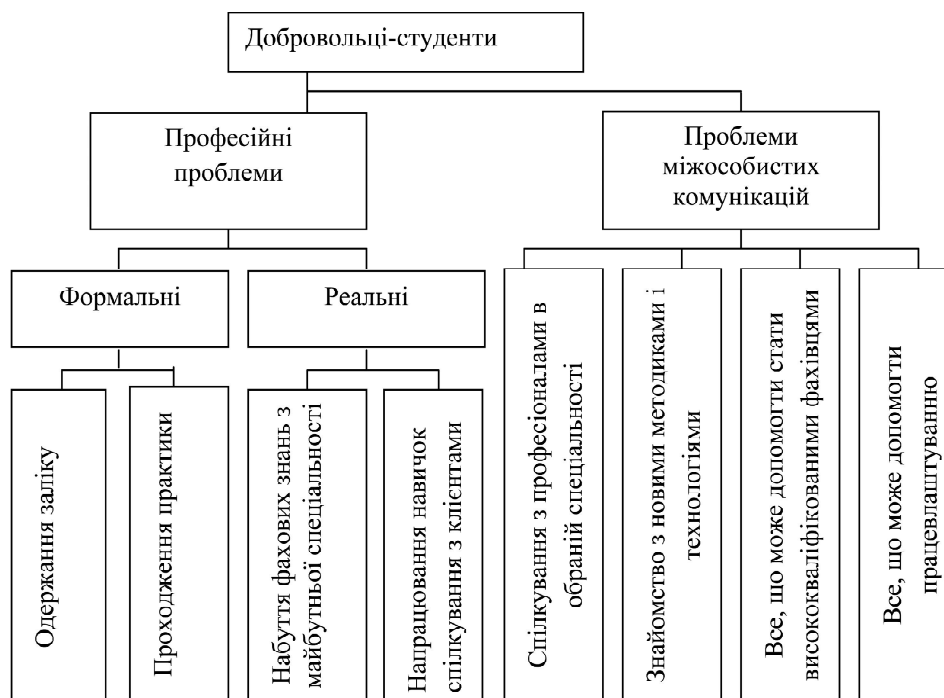 Добровольці-студенти
Професійні
проблеми
Проблеми
міжособистих
комунікацій
Формальні
Реальні
Одержання заліку
Проходження практики
Набуття фахових знань з
майбутньої спеціальності
Напрацювання навичок
спілкування з клієнтами
Спілкування з професіоналами в
обраній спеціальності
Знайомство з новими методиками і
технологіями
Все, шо може допомогти стати
висококваліфікованими фахівцями
Все, шо може допомогти
працевлаштуванню